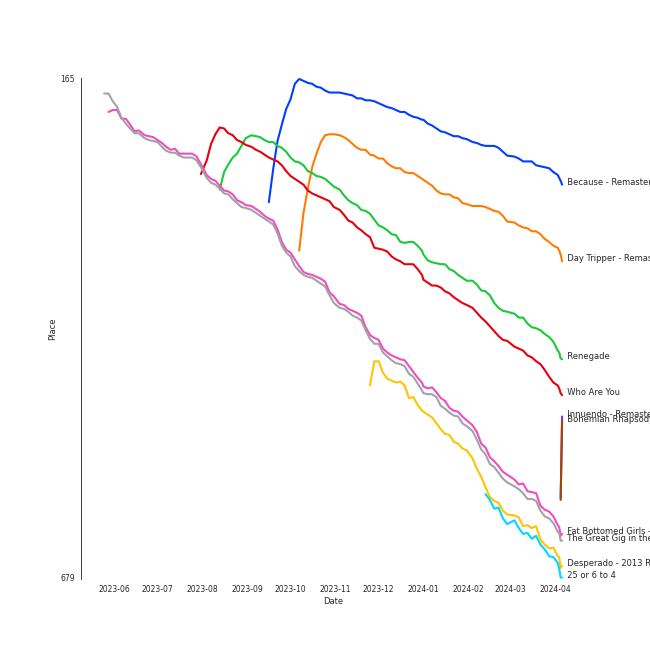 165
Because - Remaster
Day Tripper - Remas
Place
Renegade
Who Are You
Innuendo - Remaste
Bohemian Rhapsod
Fat Bottomed Girls -
The Great Gig in the
Desperado - 2013 R
25 or 6 to 4
679
2023-06 2023-07 2023-08 2023-09 2023-10 2023-11 2023-12 2024-01 2024-02 2024-03 2024-04
Date